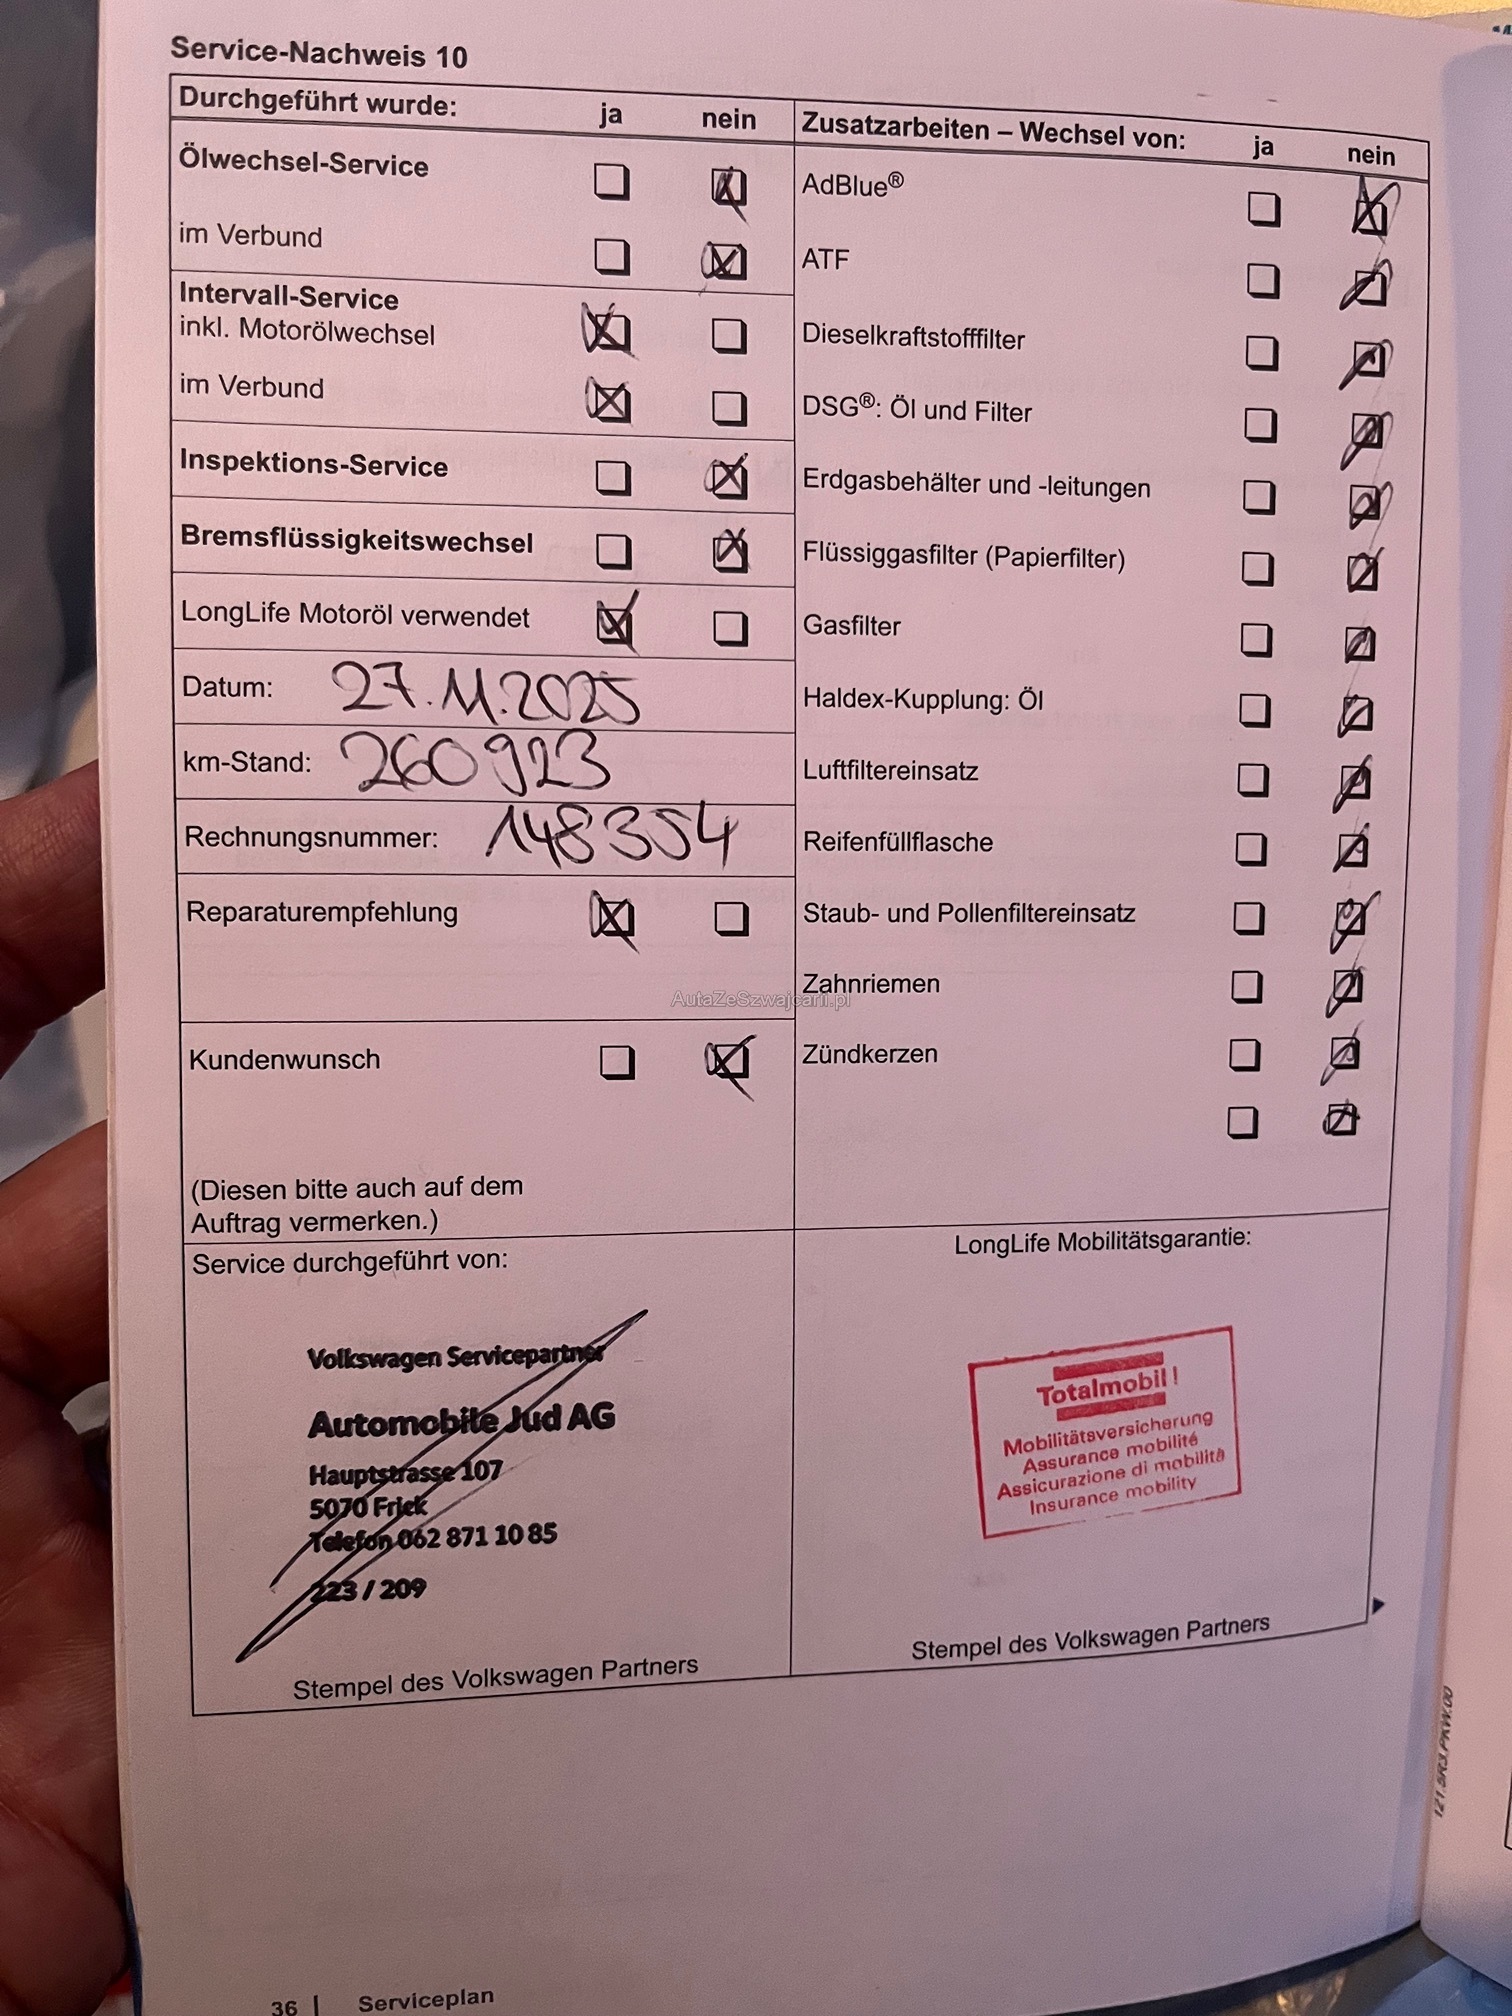 Service-Nachweis 10
Durchgeführt wurde: ja nein
Ölwechsel-Service
im Verbund
Intervall-Service
inkl. Motorölwechsel
im Verbund
Inspektions-Service
Bremsflüssigkeitswechsel
LongLife Motoröl verwendet
Datum: 27.11.2025
km-Stand: 260923
Rechnungsnummer: 148354
Reparaturempfehlung
Kundenwunsch
(Diesen bitte auch auf dem
Auftrag vermerken.)
Zusatzarbeiten – Wechsel von: ja nein
AdBlue®
ATF
Dieselkraftstofffilter
DSG®: Öl und Filter
Erdgasbehälter und -leitungen
Flüssiggasfilter (Papierfilter)
Gasfilter
Haldex-Kupplung: Öl
Luftfiltereinsatz
Reifenfüllflasche
Staub- und Pollenfiltereinsatz
Zahnriemen
Zündkerzen
AutaZeSzwajcarii.pl
Service durchgeführt von:
Volkswagen Servicepartner
Automobile Jud AG
Hauptstrasse 107
5070 Frick
Telefon 062 871 10 85
223 / 209
Stempel des Volkswagen Partners
LongLife Mobilitätsgarantie:
Totalmobil!
Mobilitätsversicherung
Assurance mobilité
Assicurazione di mobilità
Insurance mobility
Stempel des Volkswagen Partners
121.5R3.PKW.00
36 | Serviceplan